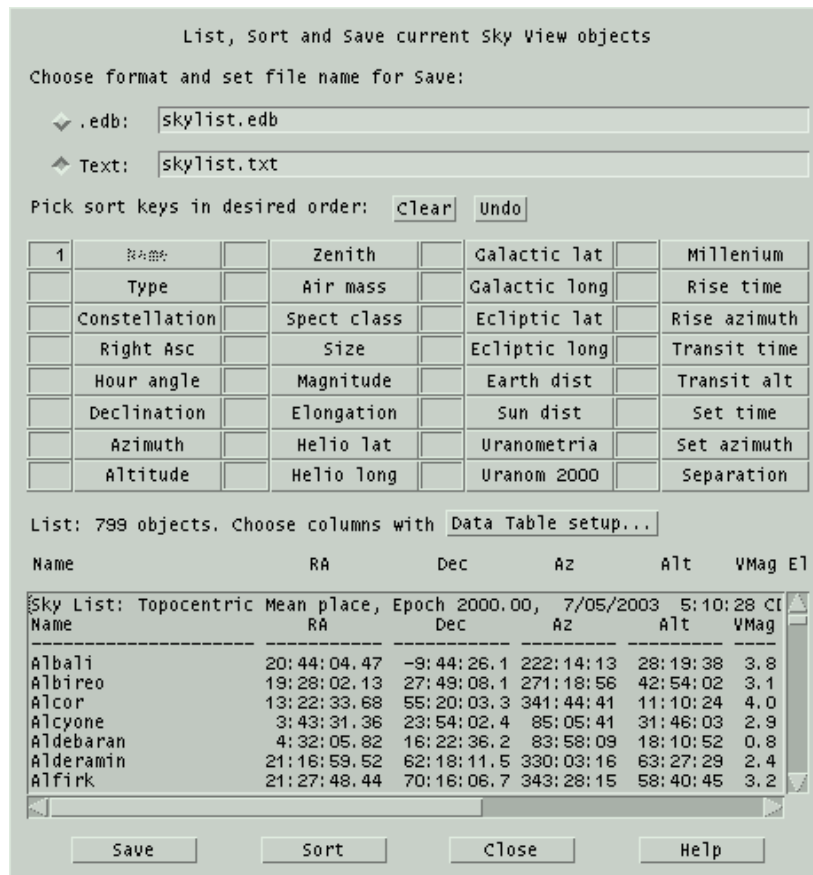 List, Sort and Save current Sky View objects
Choose format and set file name for Save:
.edb: skylist.edb
Text: skylist.txt
Pick sort keys in desired order: Clear Undo
1 Name Zenith Galactic lat Millenium
Type Air mass Galactic long Rise time
Constellation Spect class Ecliptic lat Rise azimuth
Right Asc Size Ecliptic long Transit time
Hour angle Magnitude Earth dist Transit alt
Declination Elongation Sun dist Set time
Azimuth Helio lat Uranometria Set azimuth
Altitude Helio long Uranom 2000 Separation
List: 799 objects. Choose columns with Data Table setup...
Name RA Dec Az Alt VMag El
Sky List: Topocentric Mean place, Epoch 2000.00, 7/05/2003 5:10:28
Name RA Dec Az Alt VMag
Albali 20:44:04.47 -9:44:26.1 222:14:13 28:19:38 3.8
Albireo 19:28:02.13 27:49:08.1 271:18:56 42:54:02 3.1
Alcor 13:22:33.68 55:20:03.3 341:44:41 11:10:24 4.0
Alcyone 3:43:31.36 23:54:02.4 85:05:41 31:46:03 2.9
Aldebaran 4:32:05.82 16:22:36.2 83:58:09 18:10:52 0.8
Alderamin 21:16:59.52 62:18:11.5 330:03:16 63:27:29 2.4
Alfirk 21:27:48.44 70:16:06.7 343:28:15 58:40:45 3.2
Save Sort Close Help